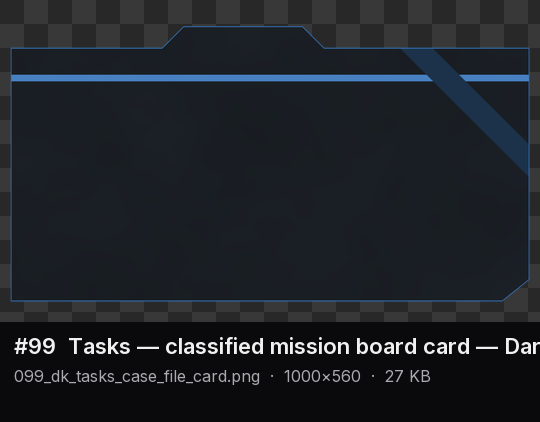 #99 Tasks — classified mission board card — Dar
099_dk_tasks_case_file_card.png · 1000×560 · 27 KB